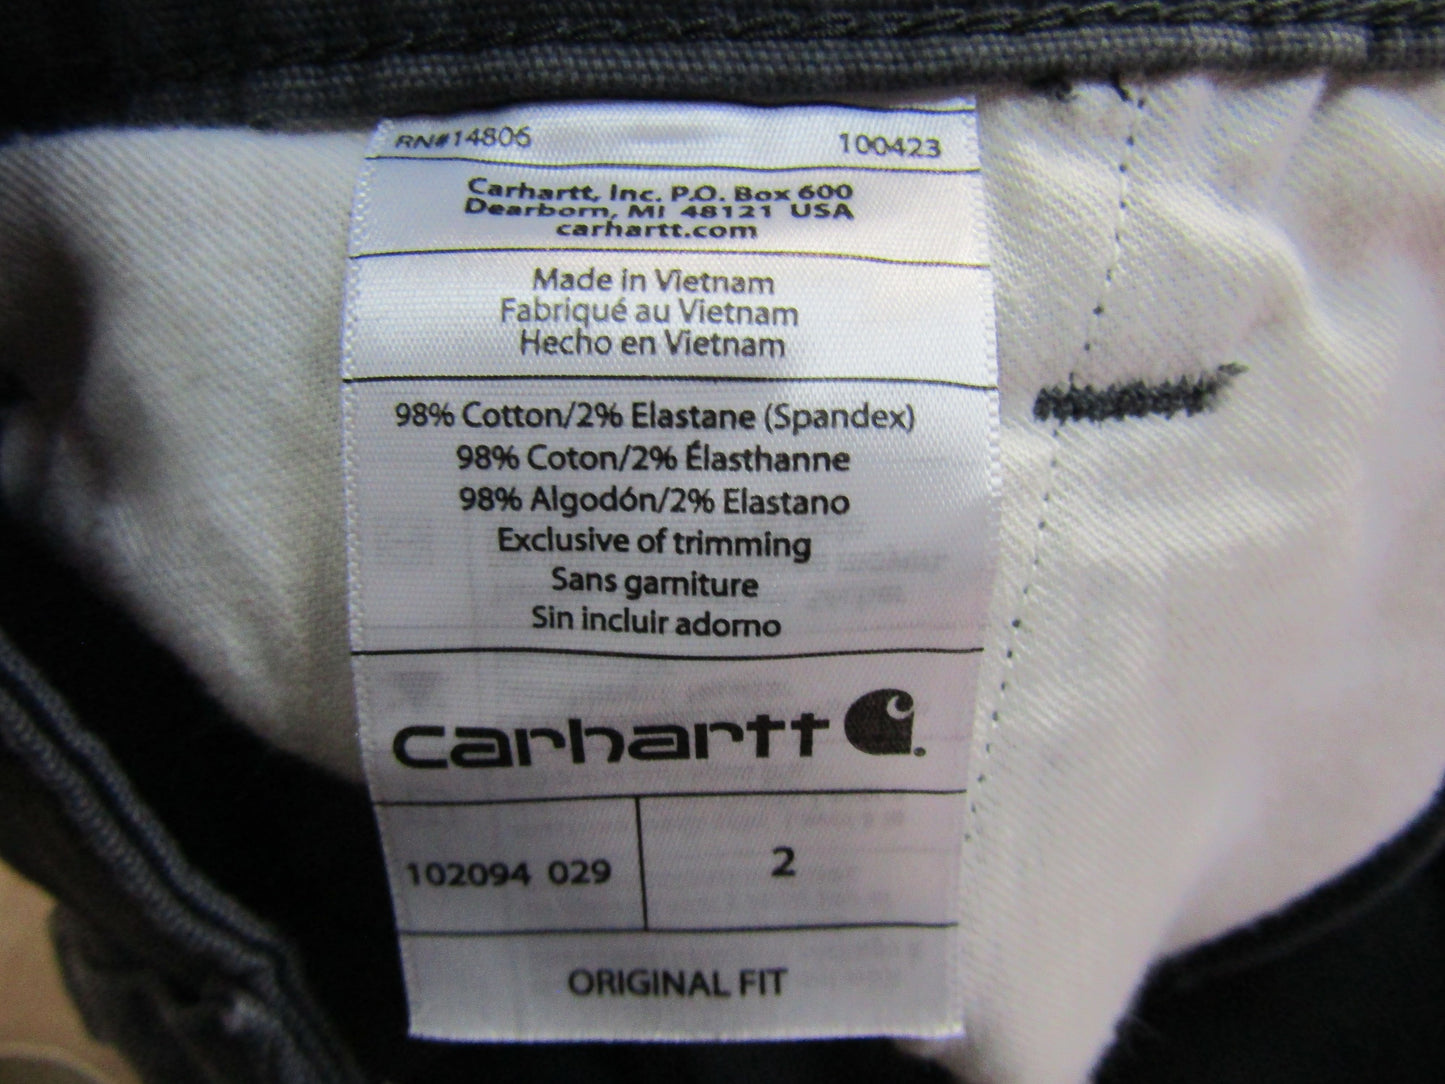 RN#14806 100423
Carhartt, Inc. P.O. Box 600
Dearborn, MI 48121 USA
carhartt.com
Made in Vietnam
Fabriqué au Vietnam
Hecho en Vietnam
98% Cotton/2% Elastane (Spandex)
98% Coton/2% Élasthanne
98% Algodón/2% Elastano
Exclusive of trimming
Sans garniture
Sin incluir adorno
carhartt
102094 029 2
ORIGINAL FIT